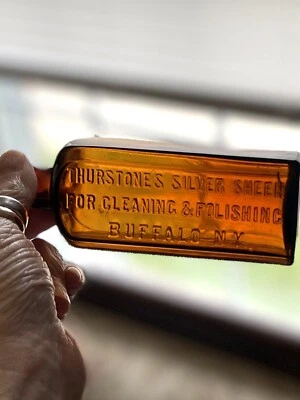 THURSTONES SILVER SHEEN
FOR CLEANING & POLISHING
BUFFALO N.Y.